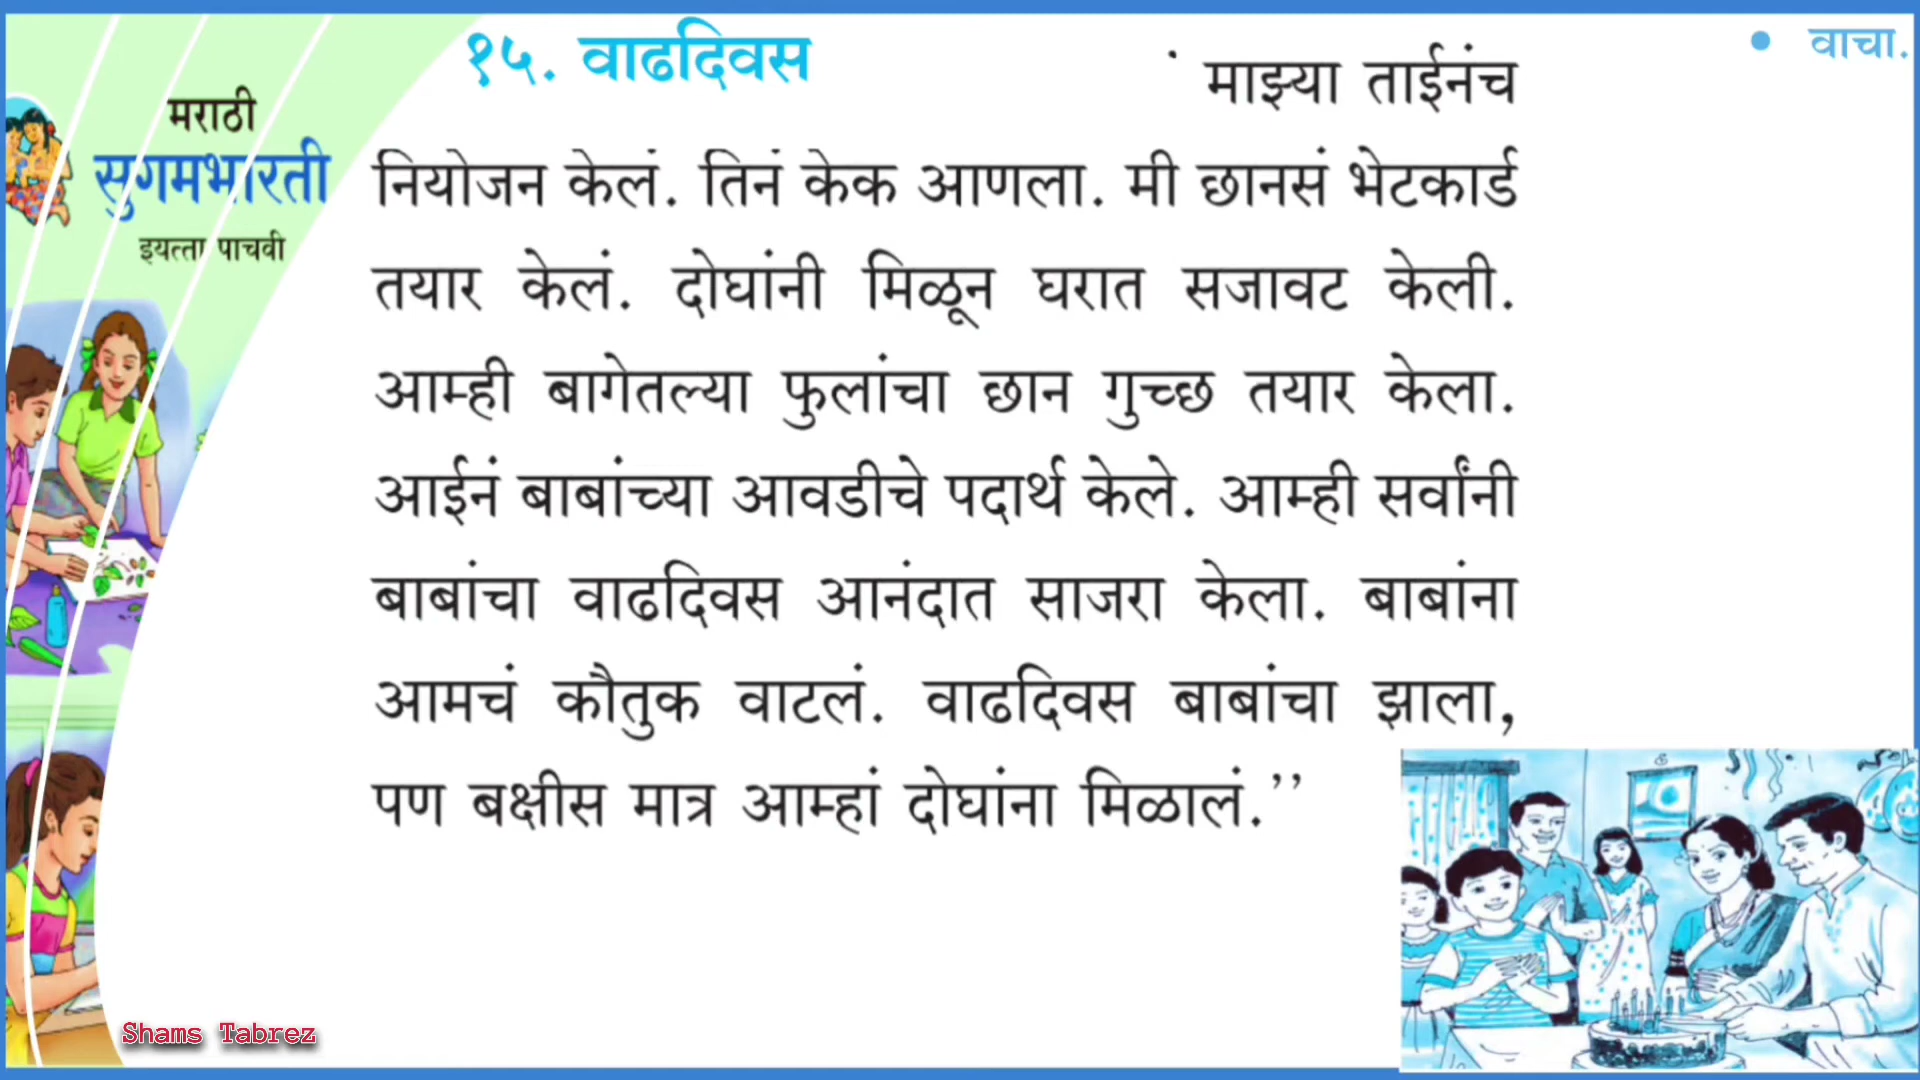 १५. वाढदिवस
• वाचा.
मराठी
सुगमभारती
इयत्ता पाचवी
माझ्या ताईनंच
नियोजन केलं. तिनं केक आणला. मी छानसं भेटकार्ड
तयार केलं. दोघांनी मिळून घरात सजावट केली.
आम्ही बागेतल्या फुलांचा छान गुच्छ तयार केला.
आईनं बाबांच्या आवडीचे पदार्थ केले. आम्ही सर्वांनी
बाबांचा वाढदिवस आनंदात साजरा केला. बाबांना
आमचं कौतुक वाटलं. वाढदिवस बाबांचा झाला,
पण बक्षीस मात्र आम्हां दोघांना मिळालं.’’
Shams Tabrez